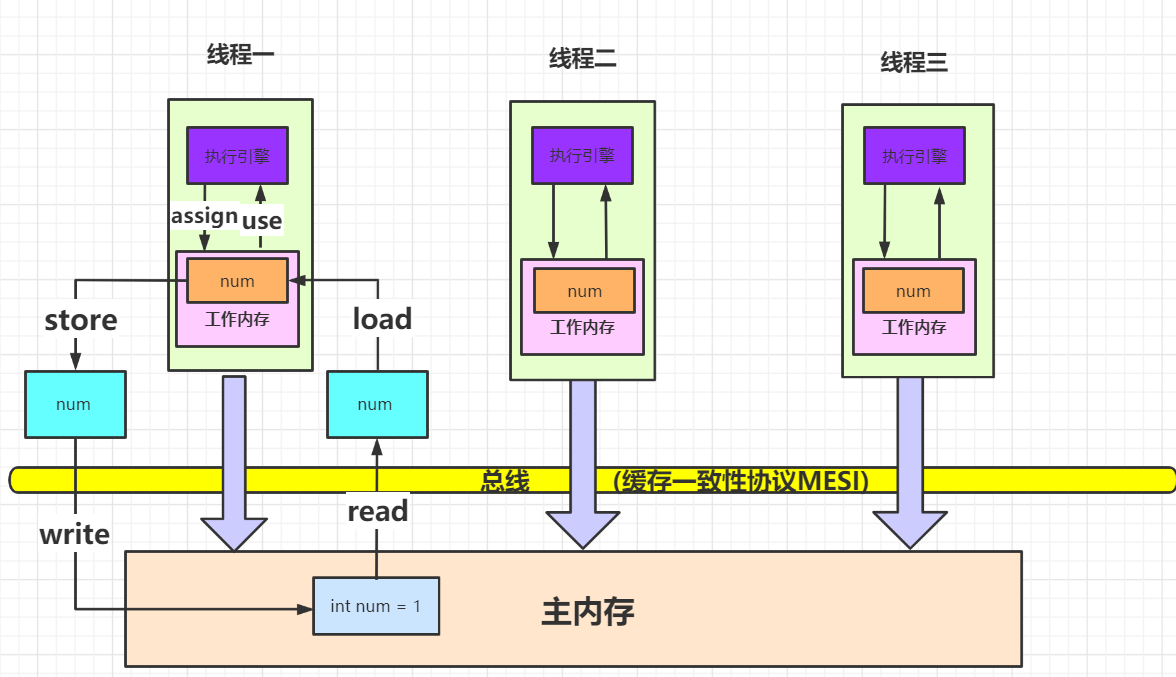 线程一
线程二
线程三
执行引擎
执行引擎
执行引擎
assign
use
num
工作内存
num
工作内存
num
工作内存
store
load
num
num
总线 (缓存一致性协议MESI)
read
write
int num = 1
主内存